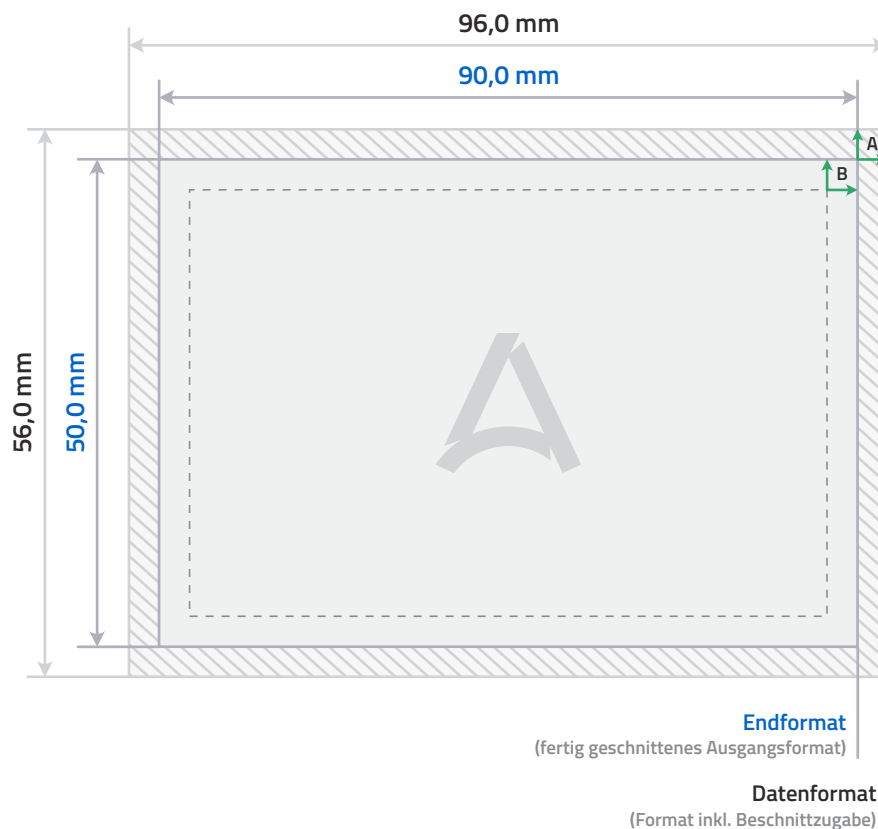 96,0 mm
90,0 mm
A
B
56,0 mm
50,0 mm
Endformat
(fertig geschnittenes Ausgangsformat)
Datenformat
(Format inkl. Beschnittzugabe)